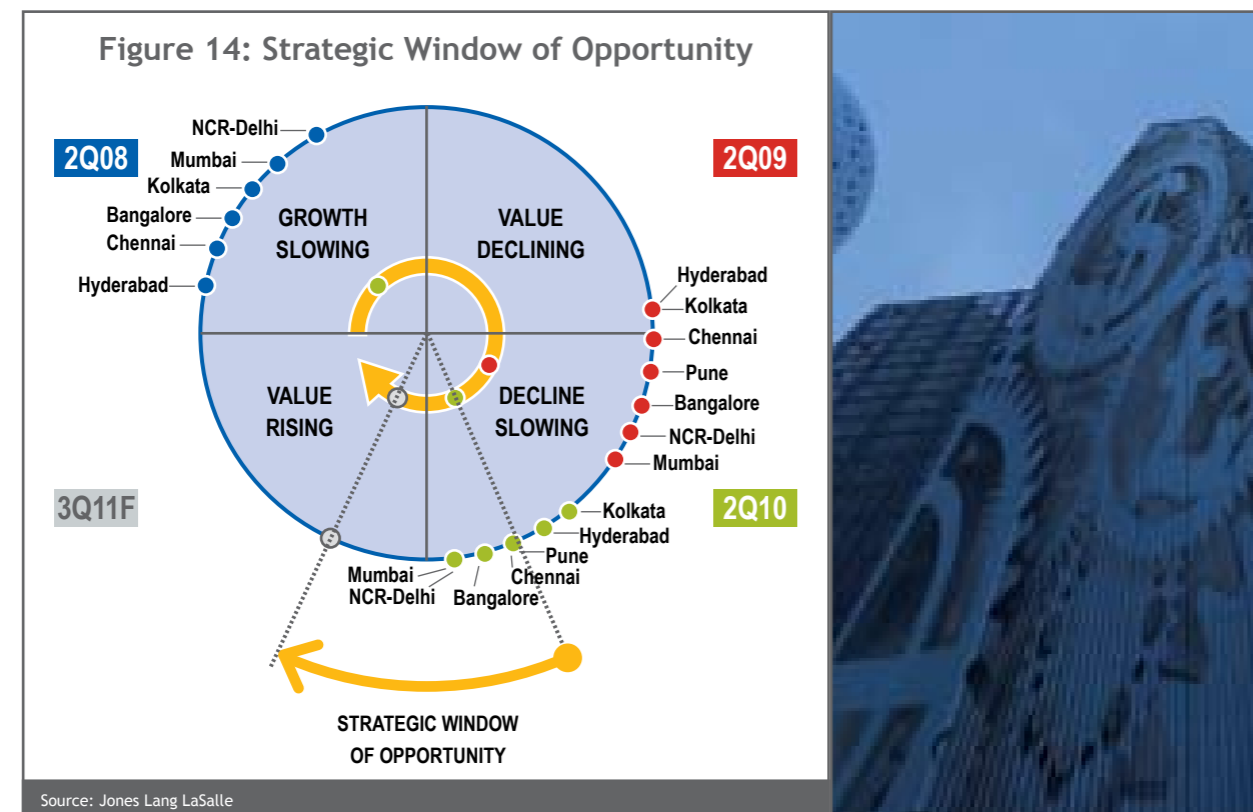 Figure 14: Strategic Window of Opportunity
2Q08
NCR-Delhi
Mumbai
Kolkata
Bangalore
Chennai
Hyderabad
GROWTH
SLOWING
VALUE
DECLINING
2Q09
Hyderabad
Kolkata
Chennai
Pune
Bangalore
NCR-Delhi
Mumbai
VALUE
RISING
DECLINE
SLOWING
3Q11F
2Q10
Kolkata
Hyderabad
Pune
Chennai
Bangalore
Mumbai
NCR-Delhi
STRATEGIC WINDOW
OF OPPORTUNITY
Source: Jones Lang LaSalle